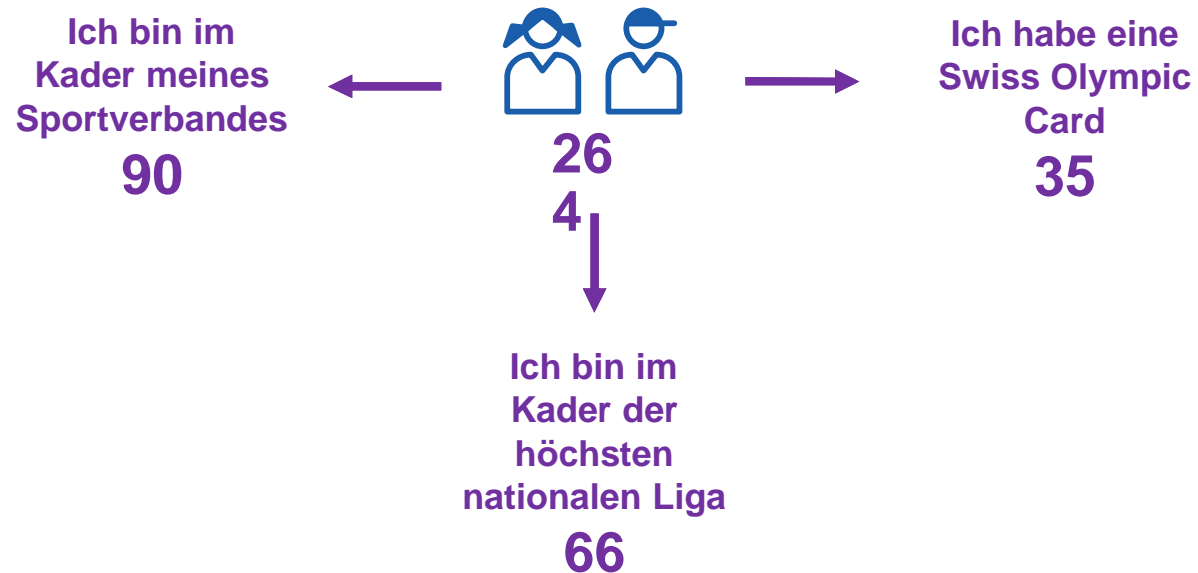 Ich bin im
Kader meines
Sportverbandes
90
26
4
Ich habe eine
Swiss Olympic
Card
35
Ich bin im
Kader der
höchsten
nationalen Liga
66